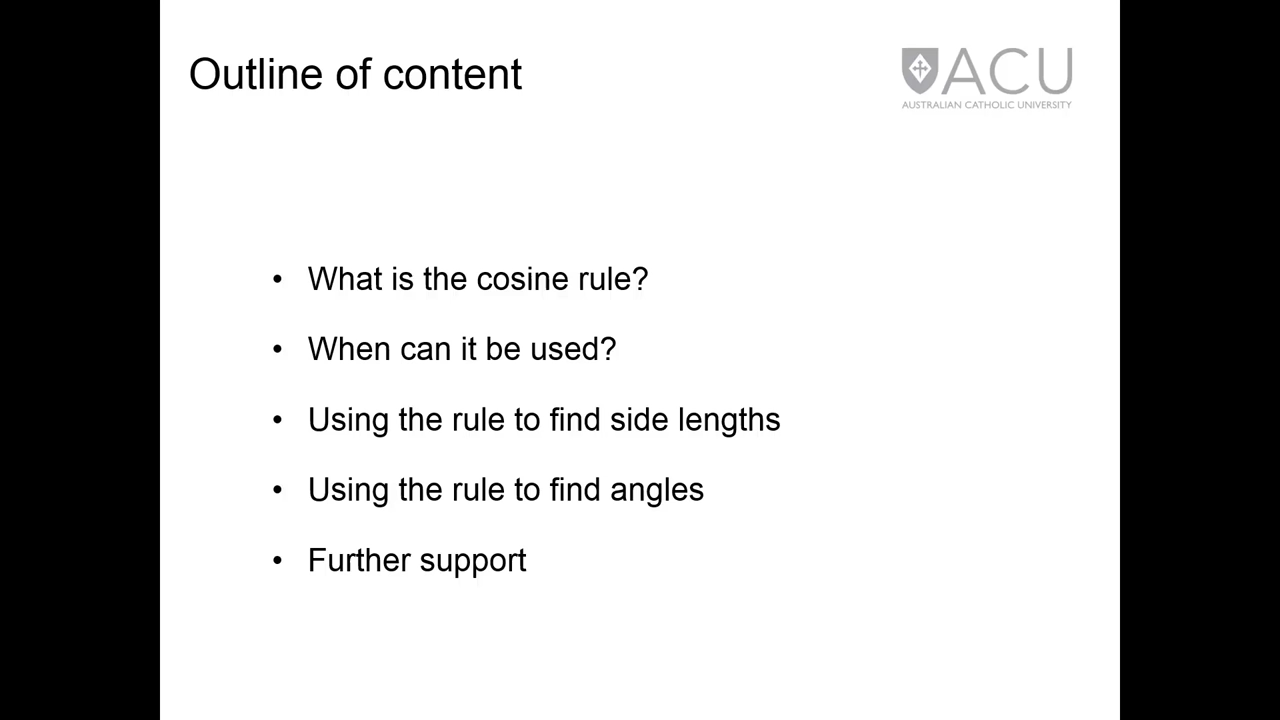 Outline of content
ACU
AUSTRALIAN CATHOLIC UNIVERSITY
• What is the cosine rule?
• When can it be used?
• Using the rule to find side lengths
• Using the rule to find angles
• Further support